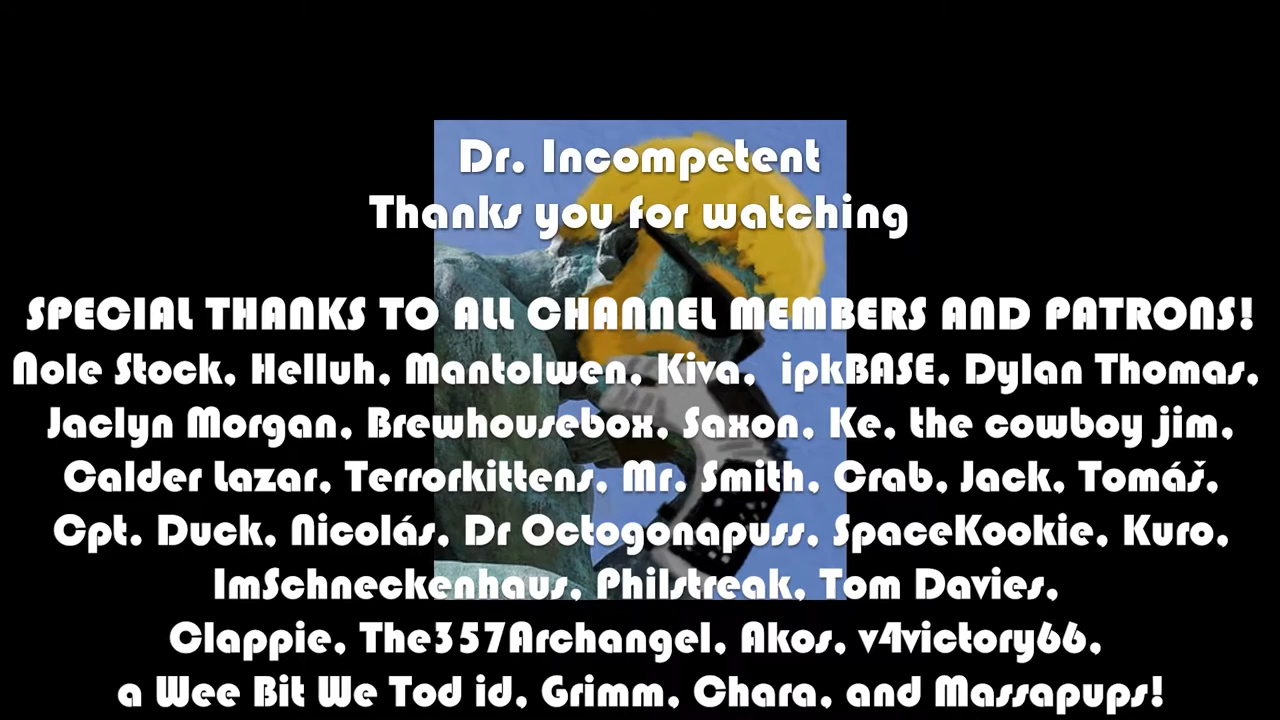 Dr. Incompetent
Thanks you for watching
SPECIAL THANKS TO ALL CHANNEL MEMBERS AND PATRONS!
Nole Stock, Helluh, Mantolwen, Kiva, ipkBASE, Dylan Thomas,
Jaclyn Morgan, Brewhousebox, Saxon, Ke, the cowboy jim,
Calder Lazar, Terrorkittens, Mr. Smith, Crab, Jack, Tomáš,
Cpt. Duck, Nicolás, Dr Octogonapuss, SpaceKookie, Kuro,
ImSchneckenhaus, Philstreak, Tom Davies,
Clappie, The357Archangel, Akos, v4victory66,
a Wee Bit We Tod id, Grimm, Chara, and Massapups!